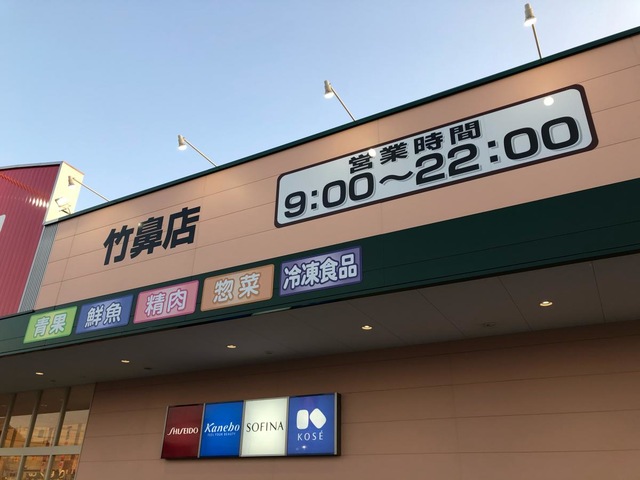 営業時間
9:00～22:00
竹鼻店
青果
鮮魚
精肉
惣菜
冷凍食品
SHISEIDO
Kanebo
SOFINA
KOSÉ